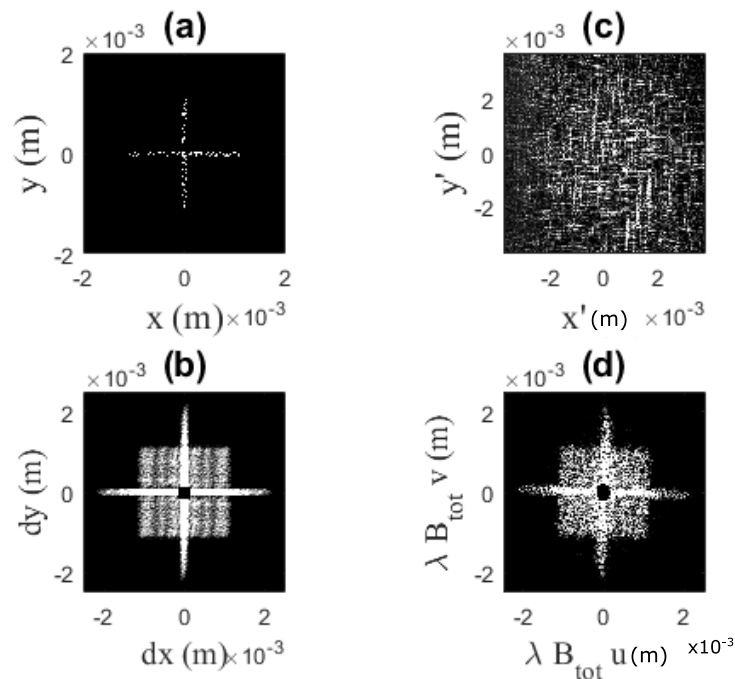 (a)
×10⁻³
2
0
-2
y (m)
-2 0 2
x (m) ×10⁻³
(c)
×10⁻³
2
0
-2
y' (m)
-2 0 2
x' (m) ×10⁻³
(b)
×10⁻³
2
0
-2
dy (m)
-2 0 2
dx (m) ×10⁻³
(d)
×10⁻³
2
0
-2
λ B_tot v (m)
-2 0 2
λ B_tot u (m) x10⁻³